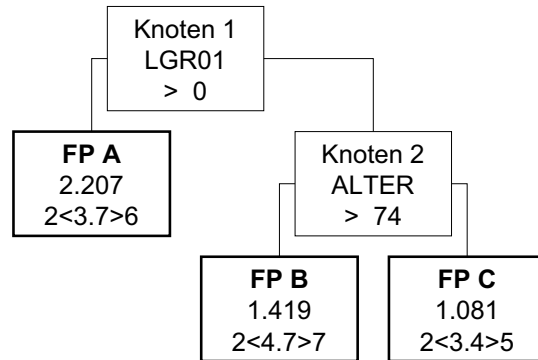 Knoten 1
LGR01
> 0
FP A
2.207
2<3.7>6
Knoten 2
ALTER
> 74
FP B
1.419
2<4.7>7
FP C
1.081
2<3.4>5